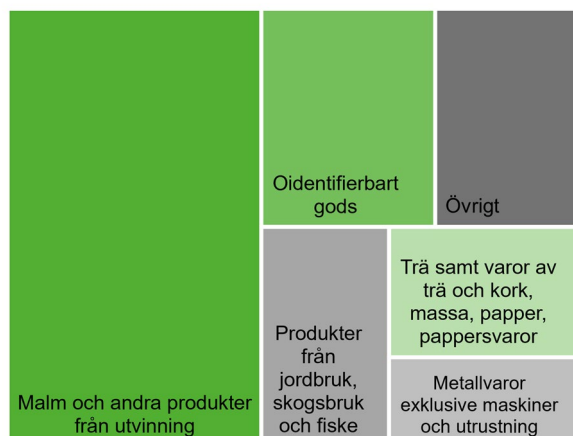 Malm och andra produkter
från utvinning
Oidentifierbart
gods
Övrigt
Produkter
från
jordbruk,
skogsbruk
och fiske
Trä samt varor av
trä och kork,
massa, papper,
pappersvaror
Metallvaror
exklusive maskiner
och utrustning